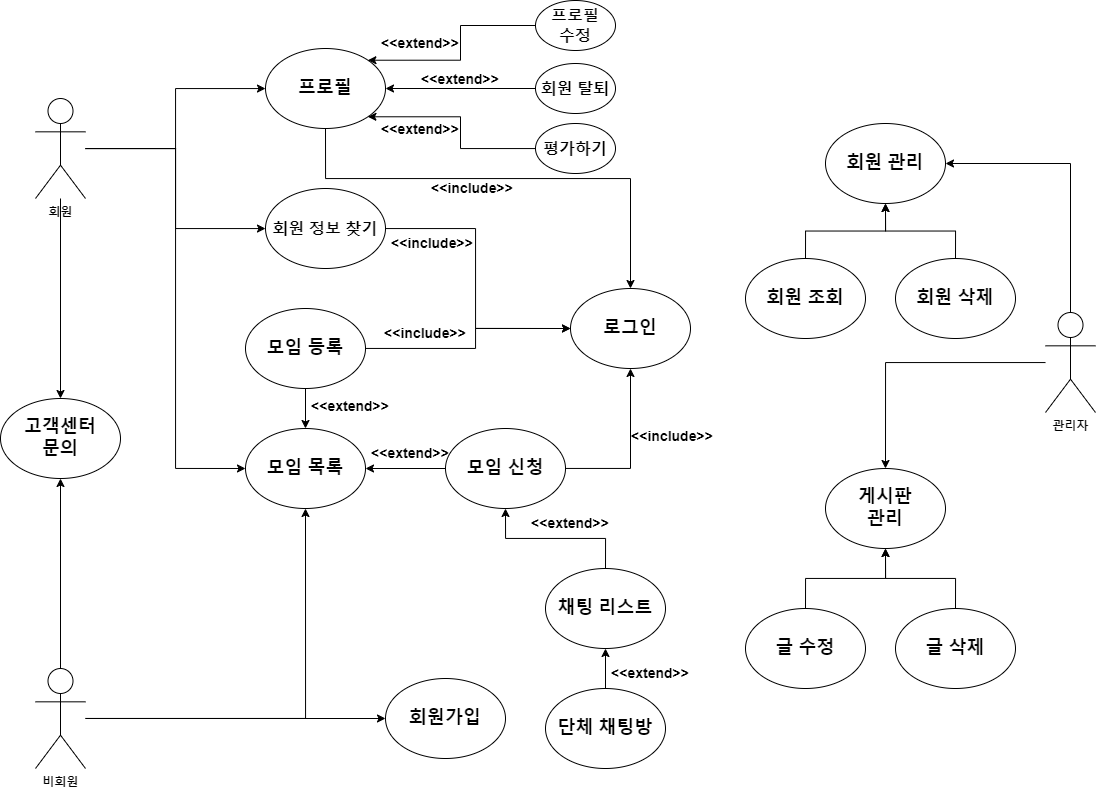 프로필
수정
<<extend>>
프로필
<<extend>>
회원 탈퇴
<<extend>>
평가하기
<<include>>
회원
회원 정보 찾기
<<include>>
로그인
모임 등록
<<include>>
<<extend>>
고객센터
문의
모임 목록
<<extend>>
모임 신청
<<include>>
<<extend>>
채팅 리스트
<<extend>>
단체 채팅방
회원가입
비회원
회원 관리
회원 조회
회원 삭제
관리자
게시판
관리
글 수정
글 삭제